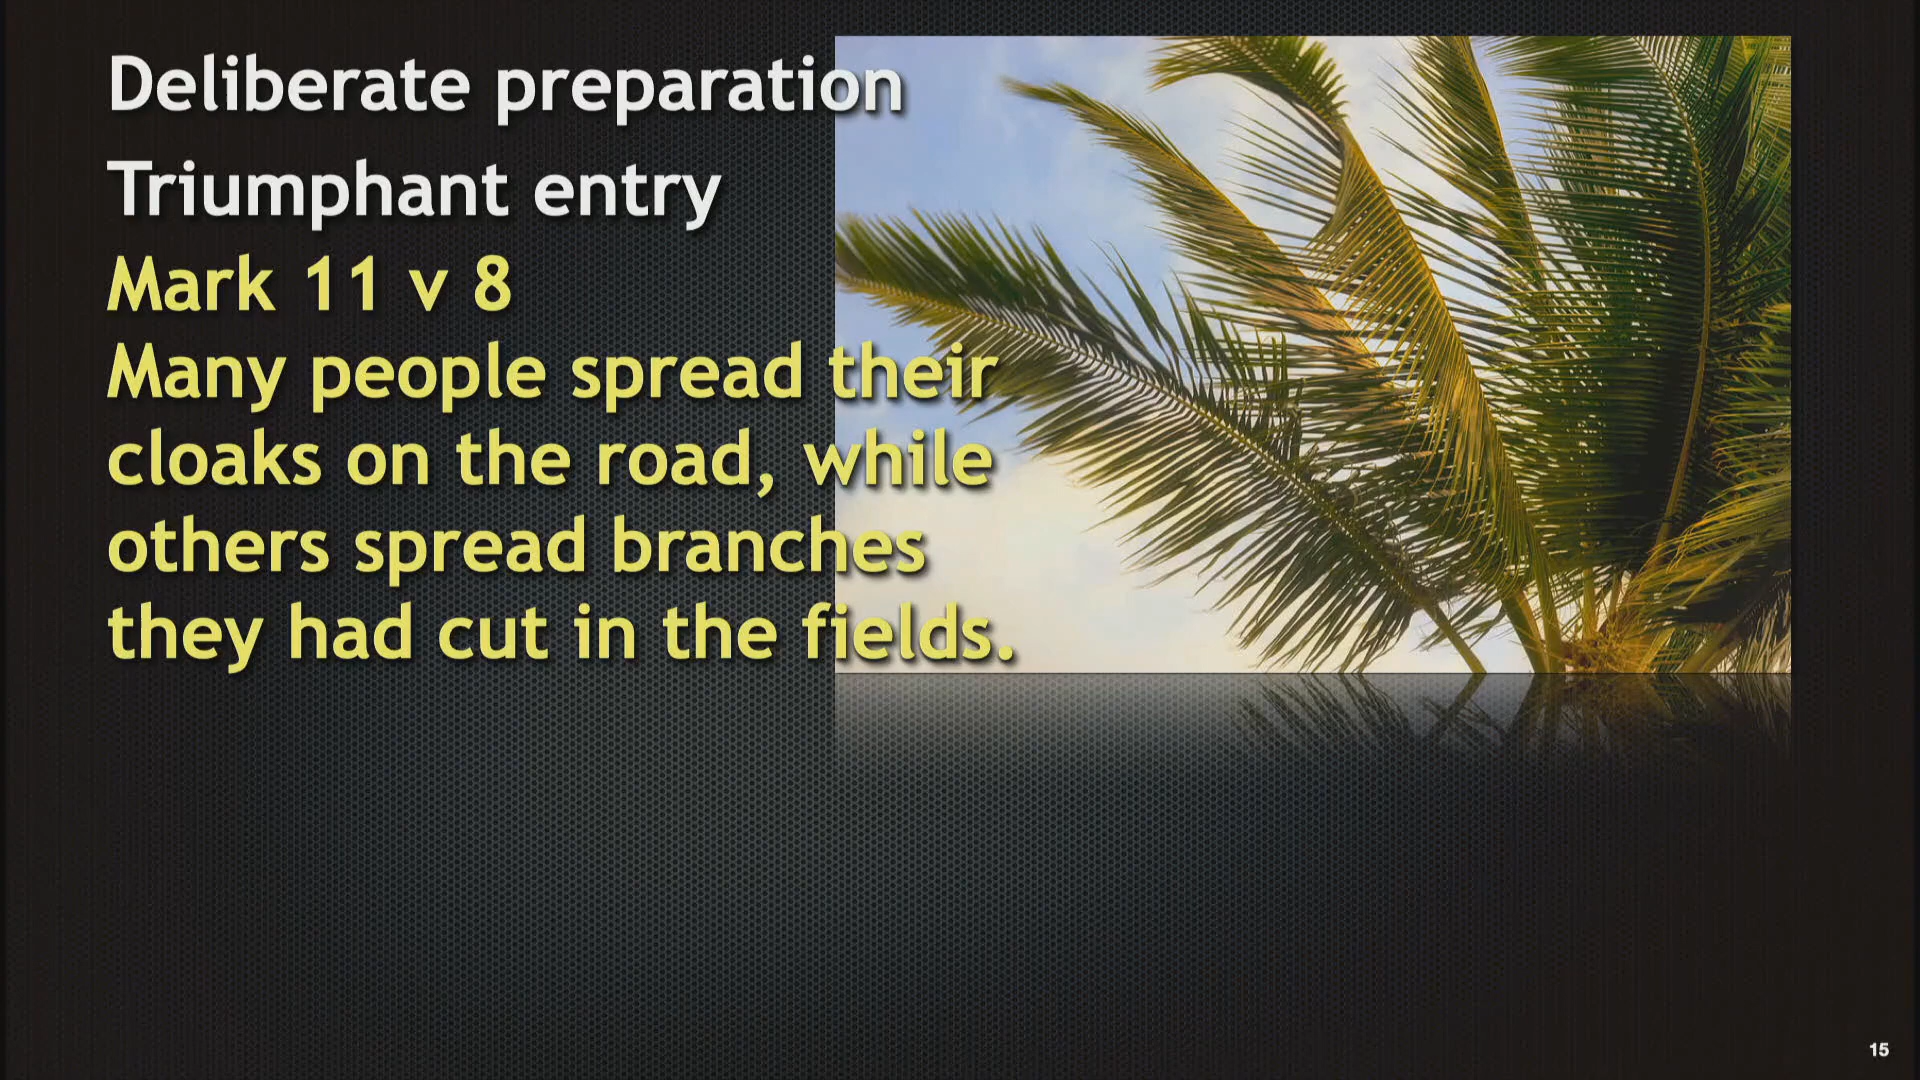 Deliberate preparation
Triumphant entry
Mark 11 v 8
Many people spread their
cloaks on the road, while
others spread branches
they had cut in the fields.
15